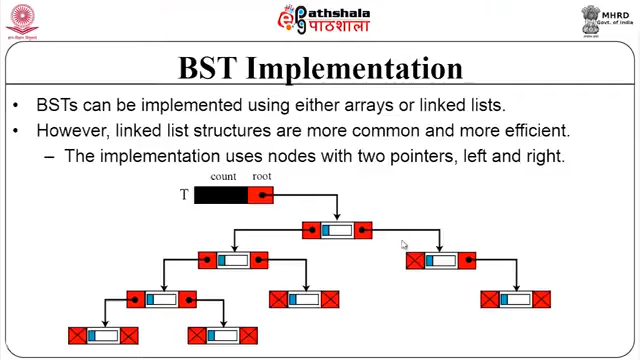 Pathshala
पाठशाला
MHRD
Govt. of India
BST Implementation
• BSTs can be implemented using either arrays or linked lists.
• However, linked list structures are more common and more efficient.
– The implementation uses nodes with two pointers, left and right.
count root
T